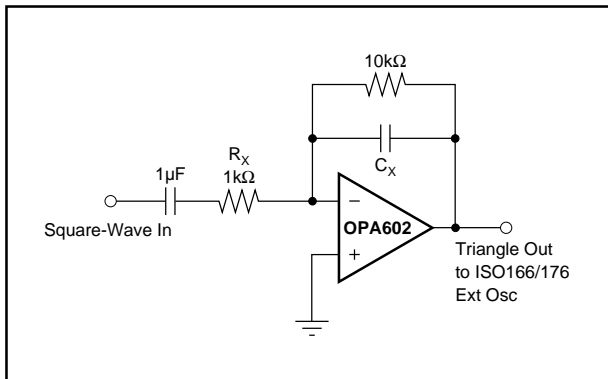 10kΩ
C_X
R_X
1kΩ
1µF
Square-Wave In
−
OPA602
+
Triangle Out
to ISO166/176
Ext Osc